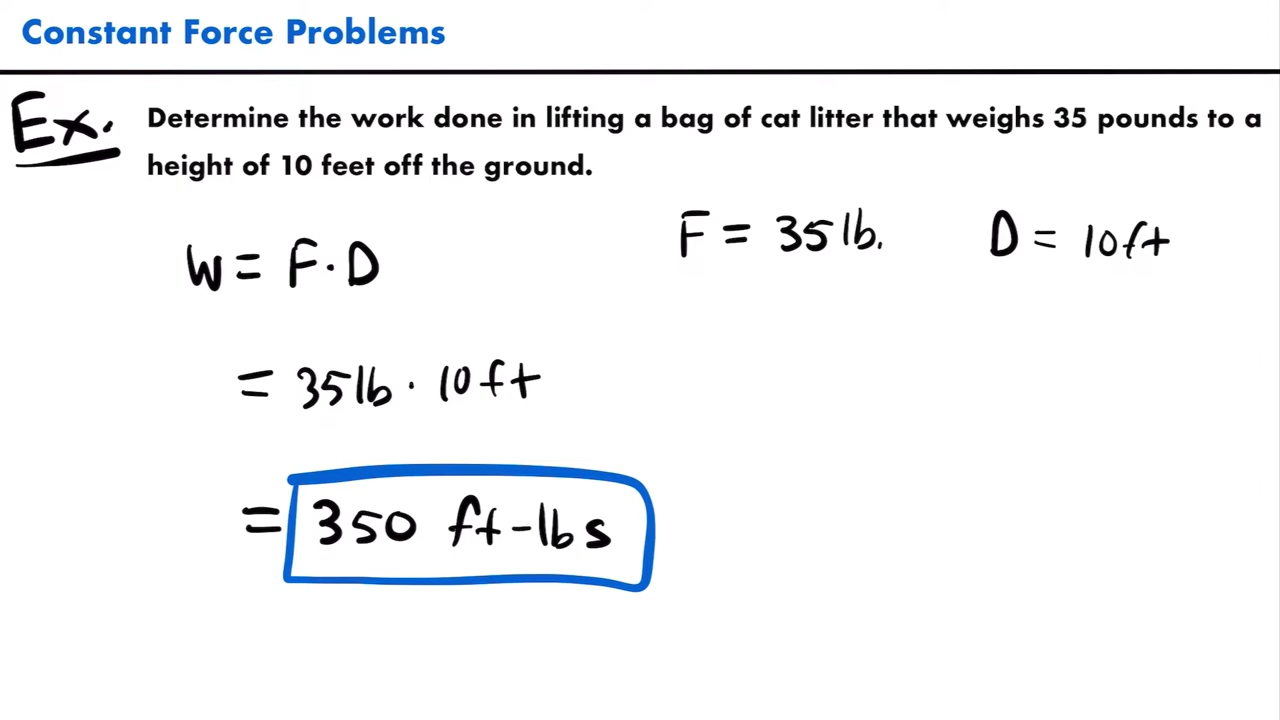 Constant Force Problems
Ex. Determine the work done in lifting a bag of cat litter that weighs 35 pounds to a
height of 10 feet off the ground.
W = F · D
F = 35 lb.
D = 10 ft
= 35 lb · 10 ft
= 350 ft-lbs